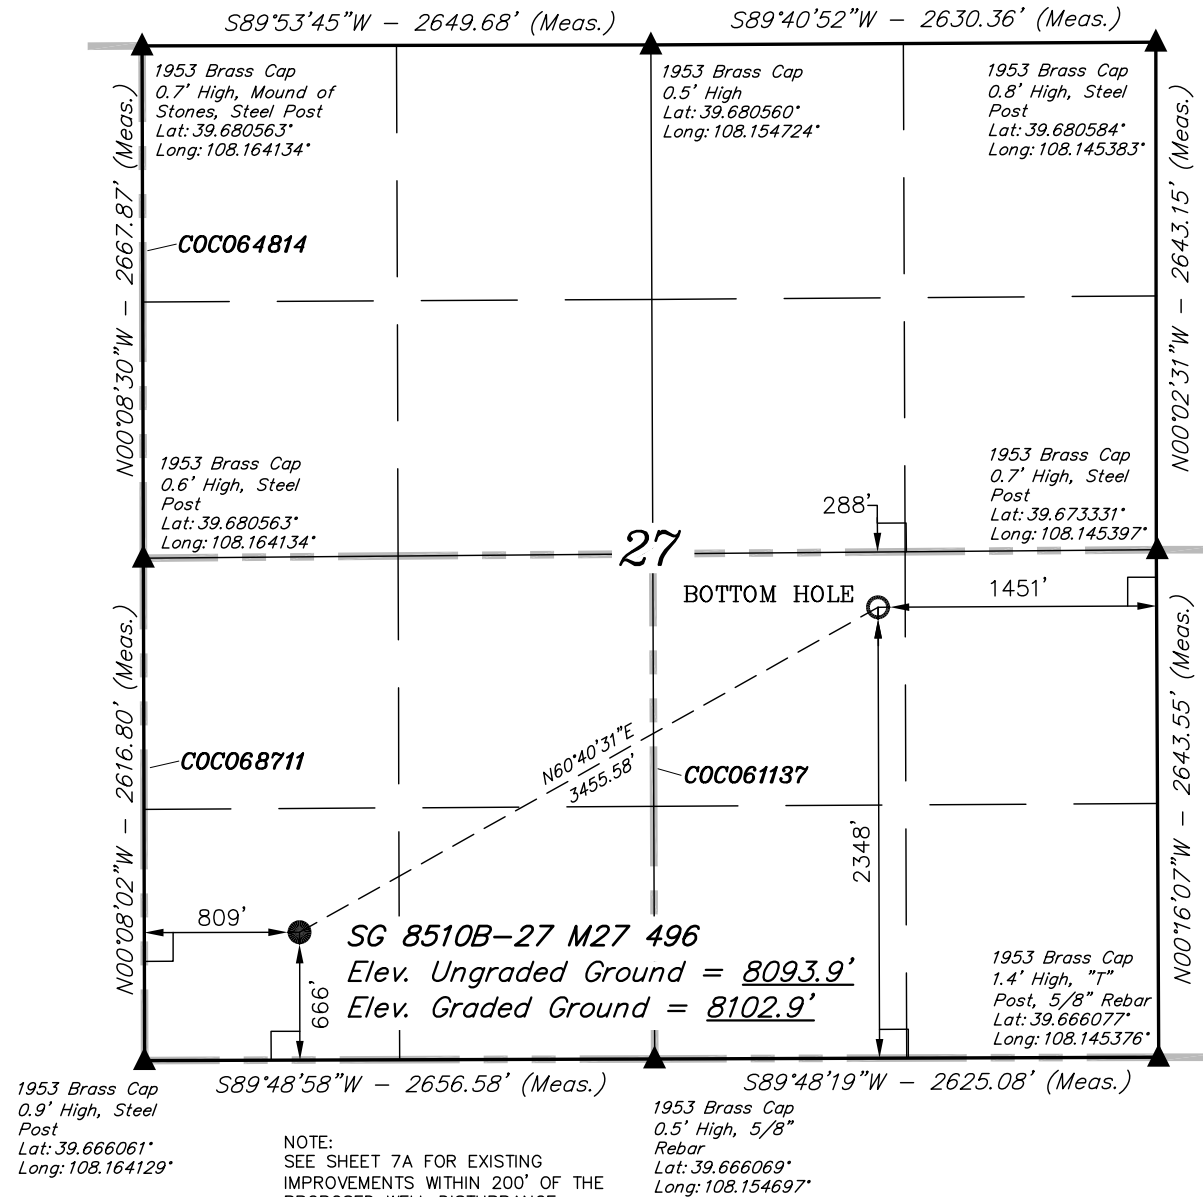 S89°53'45"W - 2649.68' (Meas.)
S89°40'52"W - 2630.36' (Meas.)
1953 Brass Cap
0.7' High, Mound of
Stones, Steel Post
Lat: 39.680563°
Long: 108.164134°
1953 Brass Cap
0.5' High
Lat: 39.680560°
Long: 108.154724°
1953 Brass Cap
0.8' High, Steel
Post
Lat: 39.680584°
Long: 108.145383°
N00°08'30"W - 2667.87' (Meas.)
N00°02'31"W - 2643.15' (Meas.)
COC064814
1953 Brass Cap
0.6' High, Steel
Post
Lat: 39.680563°
Long: 108.164134°
1953 Brass Cap
0.7' High, Steel
Post
Lat: 39.673331°
Long: 108.145397°
288'
27
BOTTOM HOLE
1451'
N00°08'02"W - 2616.80' (Meas.)
N00°16'07"W - 2643.55' (Meas.)
COC068711
N60°40'31"E
3455.58'
COC061137
2348'
809'
666'
SG 8510B-27 M27 496
Elev. Ungraded Ground = 8093.9'
Elev. Graded Ground = 8102.9'
1953 Brass Cap
1.4' High, "T"
Post, 5/8" Rebar
Lat: 39.666077°
Long: 108.145376°
S89°48'58"W - 2656.58' (Meas.)
S89°48'19"W - 2625.08' (Meas.)
1953 Brass Cap
0.9' High, Steel
Post
Lat: 39.666061°
Long: 108.164129°
1953 Brass Cap
0.5' High, 5/8"
Rebar
Lat: 39.666069°
Long: 108.154697°
NOTE:
SEE SHEET 7A FOR EXISTING
IMPROVEMENTS WITHIN 200' OF THE
PROPOSED WELL DISTURBANCE